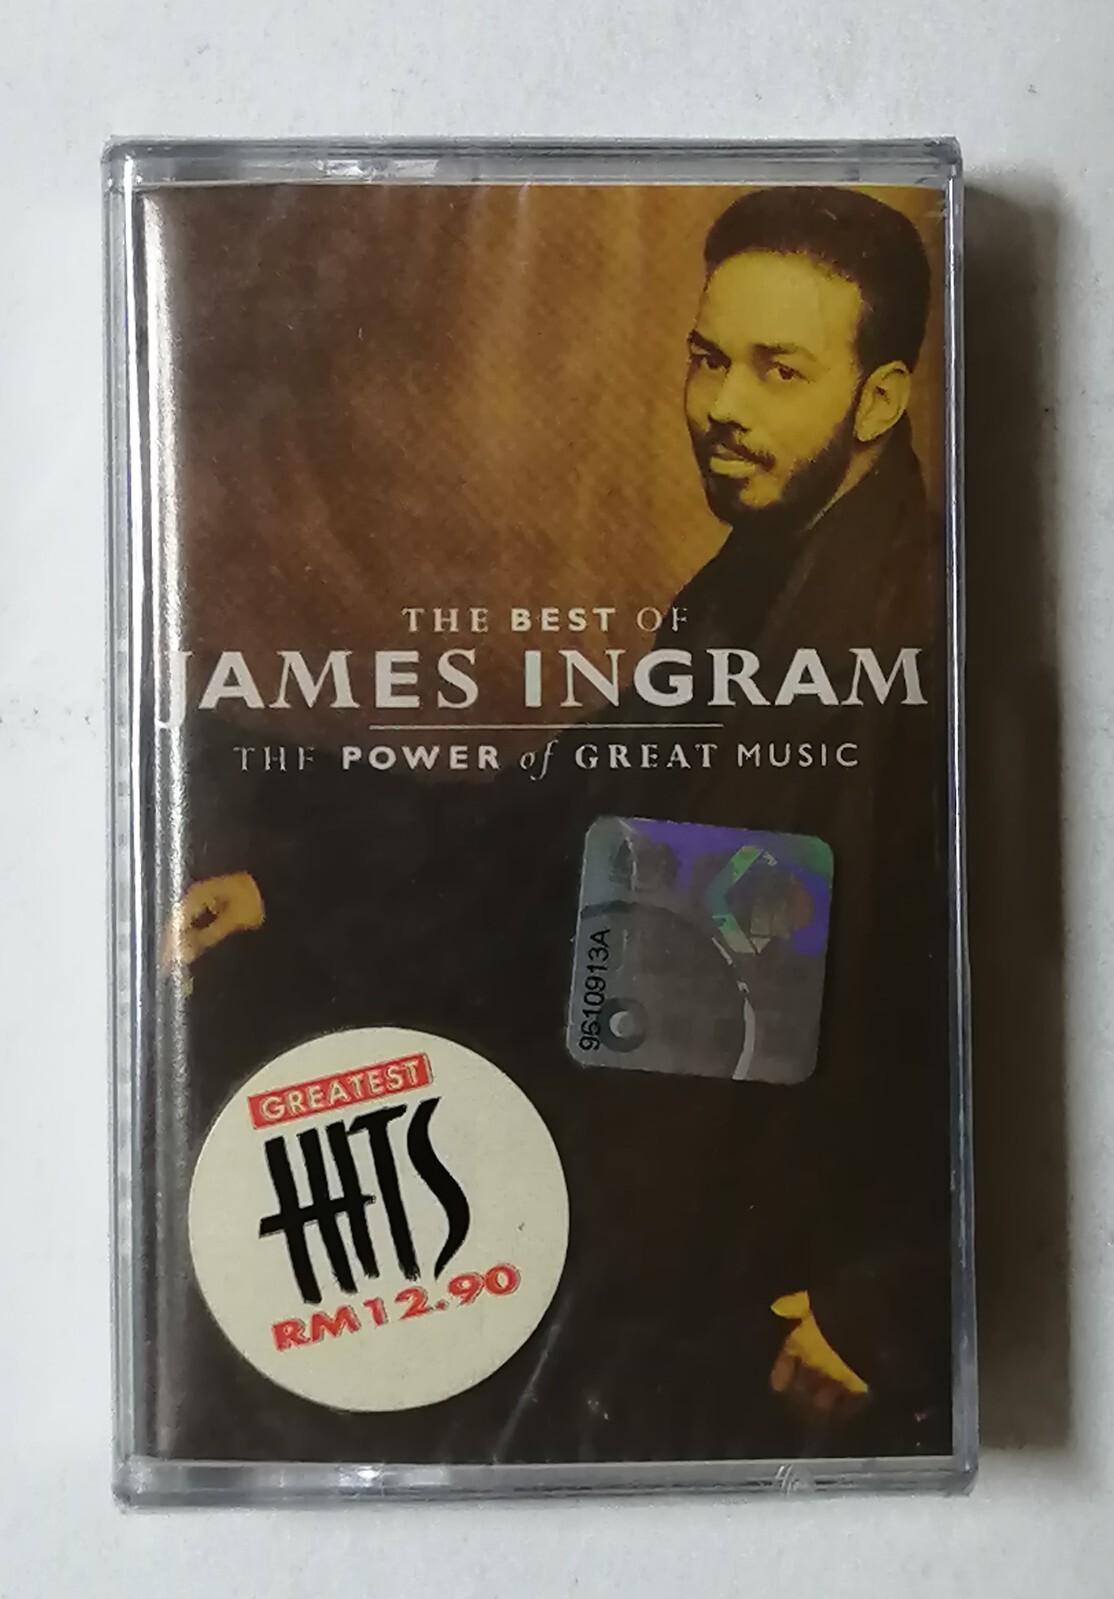 THE BEST OF
JAMES INGRAM
THE POWER of GREAT MUSIC
9510913A
GREATEST
HITS
RM12.90